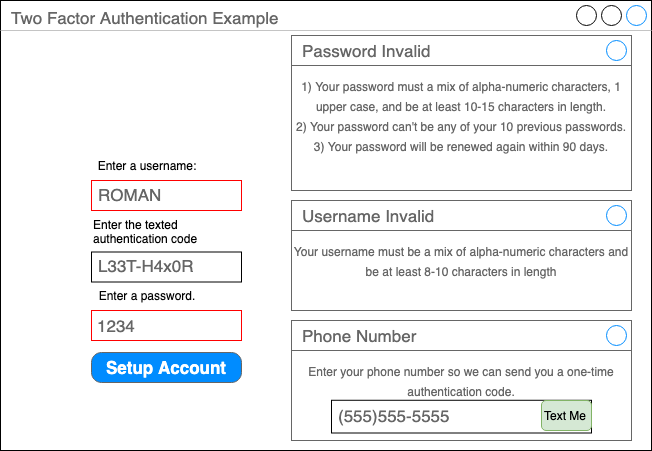 Two Factor Authentication Example
Password Invalid
1) Your password must a mix of alpha-numeric characters, 1
upper case, and be at least 10-15 characters in length.
2) Your password can't be any of your 10 previous passwords.
3) Your password will be renewed again within 90 days.
Enter a username:
ROMAN
Enter the texted
authentication code
L33T-H4x0R
Enter a password.
1234
Setup Account
Username Invalid
Your username must be a mix of alpha-numeric characters and
be at least 8-10 characters in length
Phone Number
Enter your phone number so we can send you a one-time
authentication code.
(555)555-5555
Text Me